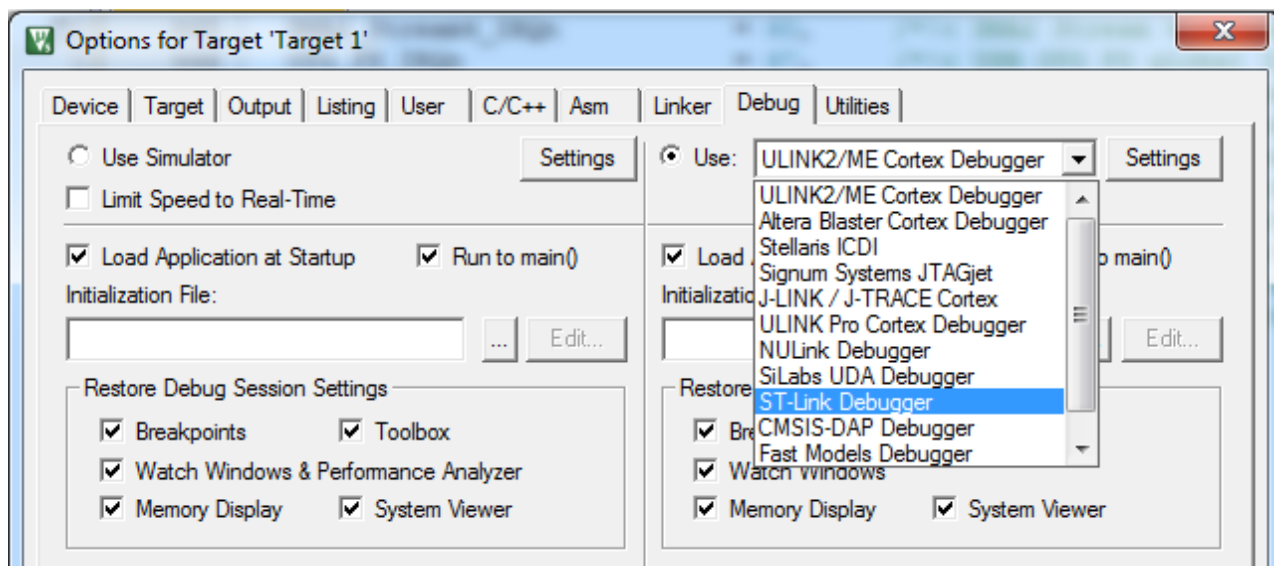 Options for Target 'Target 1'
Device Target Output Listing User C/C++ Asm Linker Debug Utilities
Use Simulator Settings Use: ULINK2/ME Cortex Debugger Settings
ULINK2/ME Cortex Debugger
Limit Speed to Real-Time
Altera Blaster Cortex Debugger
Stellaris ICDI
Load Application at Startup Run to main() Load main()
Signum Systems JTAGjet
Initialization File:
J-LINK / J-TRACE Cortex
ULINK Pro Cortex Debugger
... Edit... Edit...
NULink Debugger
SiLabs UDA Debugger
Restore Debug Session Settings
ST-Link Debugger
Breakpoints Toolbox
CMSIS-DAP Debugger
Fast Models Debugger
Watch Windows & Performance Analyzer Watch Windows
Memory Display System Viewer Memory Display System Viewer